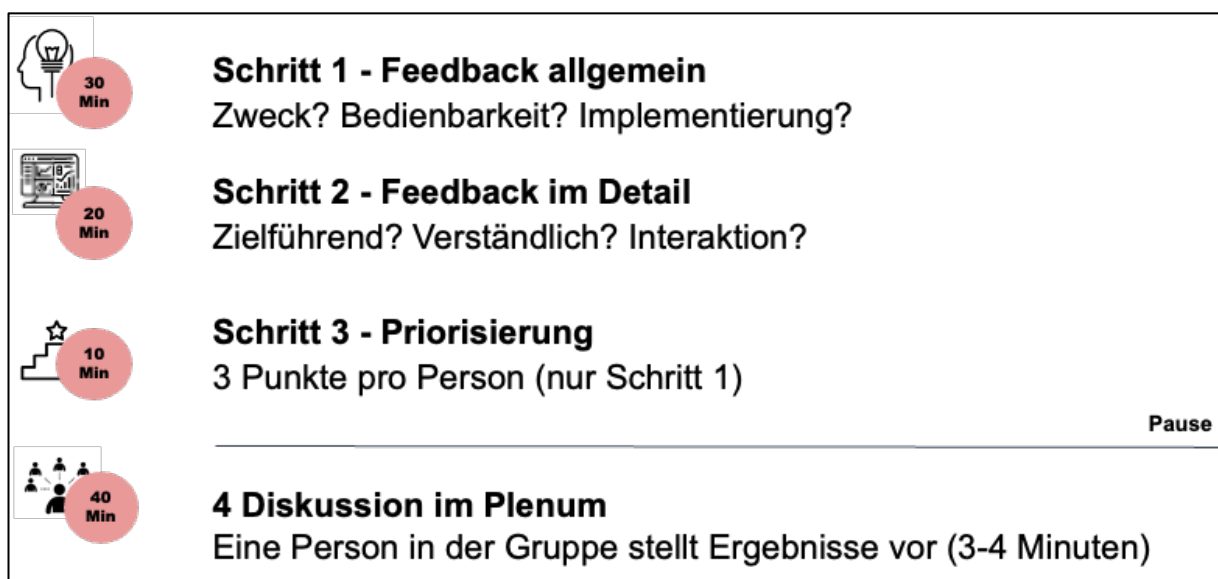 30
Min
Schritt 1 - Feedback allgemein
Zweck? Bedienbarkeit? Implementierung?
20
Min
Schritt 2 - Feedback im Detail
Zielführend? Verständlich? Interaktion?
10
Min
Schritt 3 - Priorisierung
3 Punkte pro Person (nur Schritt 1)
Pause
40
Min
4 Diskussion im Plenum
Eine Person in der Gruppe stellt Ergebnisse vor (3-4 Minuten)